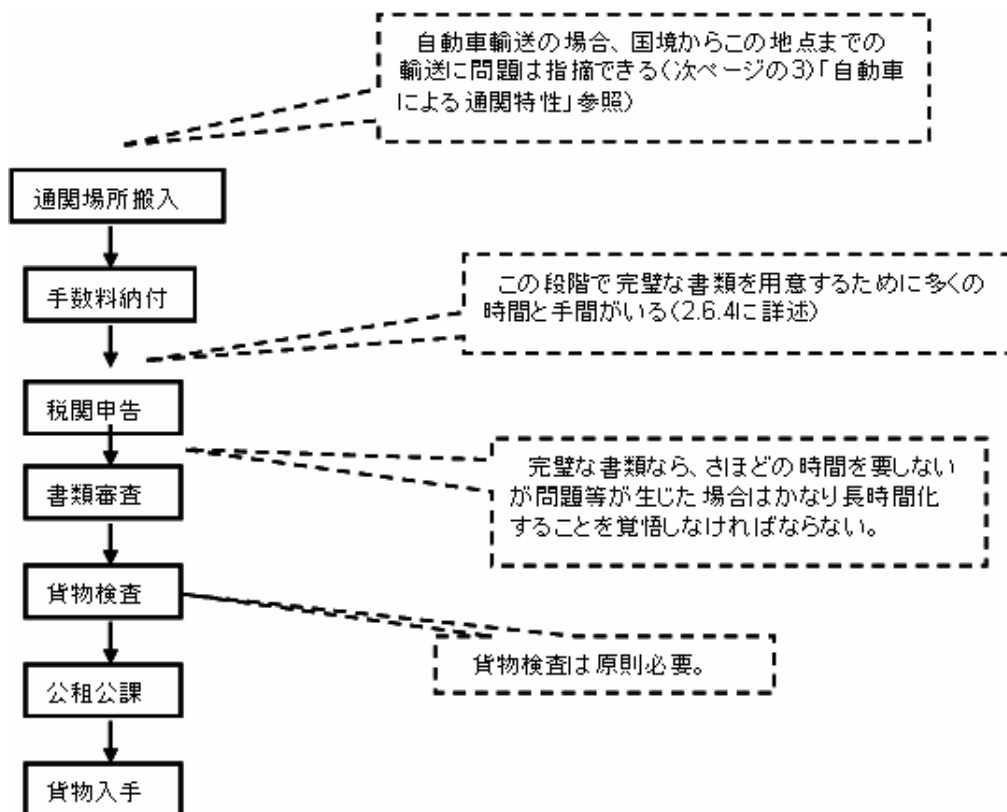 自動車輸送の場合、国境からこの地点までの
輸送に問題は指摘できる(次ページの3)「自動車
による通関特性」参照)
通関場所搬入
手数料納付
この段階で完璧な書類を用意するために多くの
時間と手間がいる(2.6.4に詳述)
税関申告
完璧な書類なら、さほどの時間を要しない
が問題等が生じた場合はかなり長時間化
することを覚悟しなければならない。
書類審査
貨物検査
貨物検査は原則必要。
公租公課
貨物入手